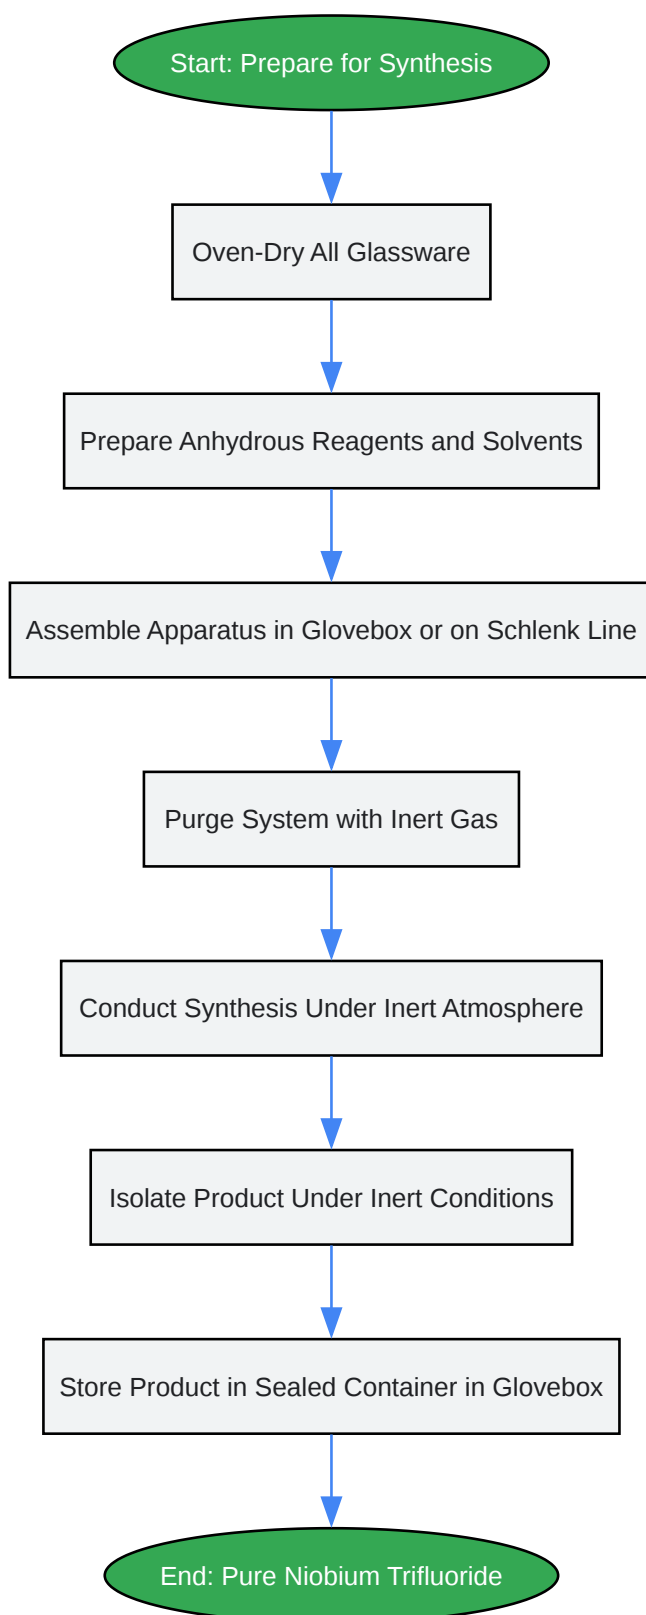 Start: Prepare for Synthesis
Oven-Dry All Glassware
Prepare Anhydrous Reagents and Solvents
Assemble Apparatus in Glovebox or on Schlenk Line
Purge System with Inert Gas
Conduct Synthesis Under Inert Atmosphere
Isolate Product Under Inert Conditions
Store Product in Sealed Container in Glovebox
End: Pure Niobium Trifluoride